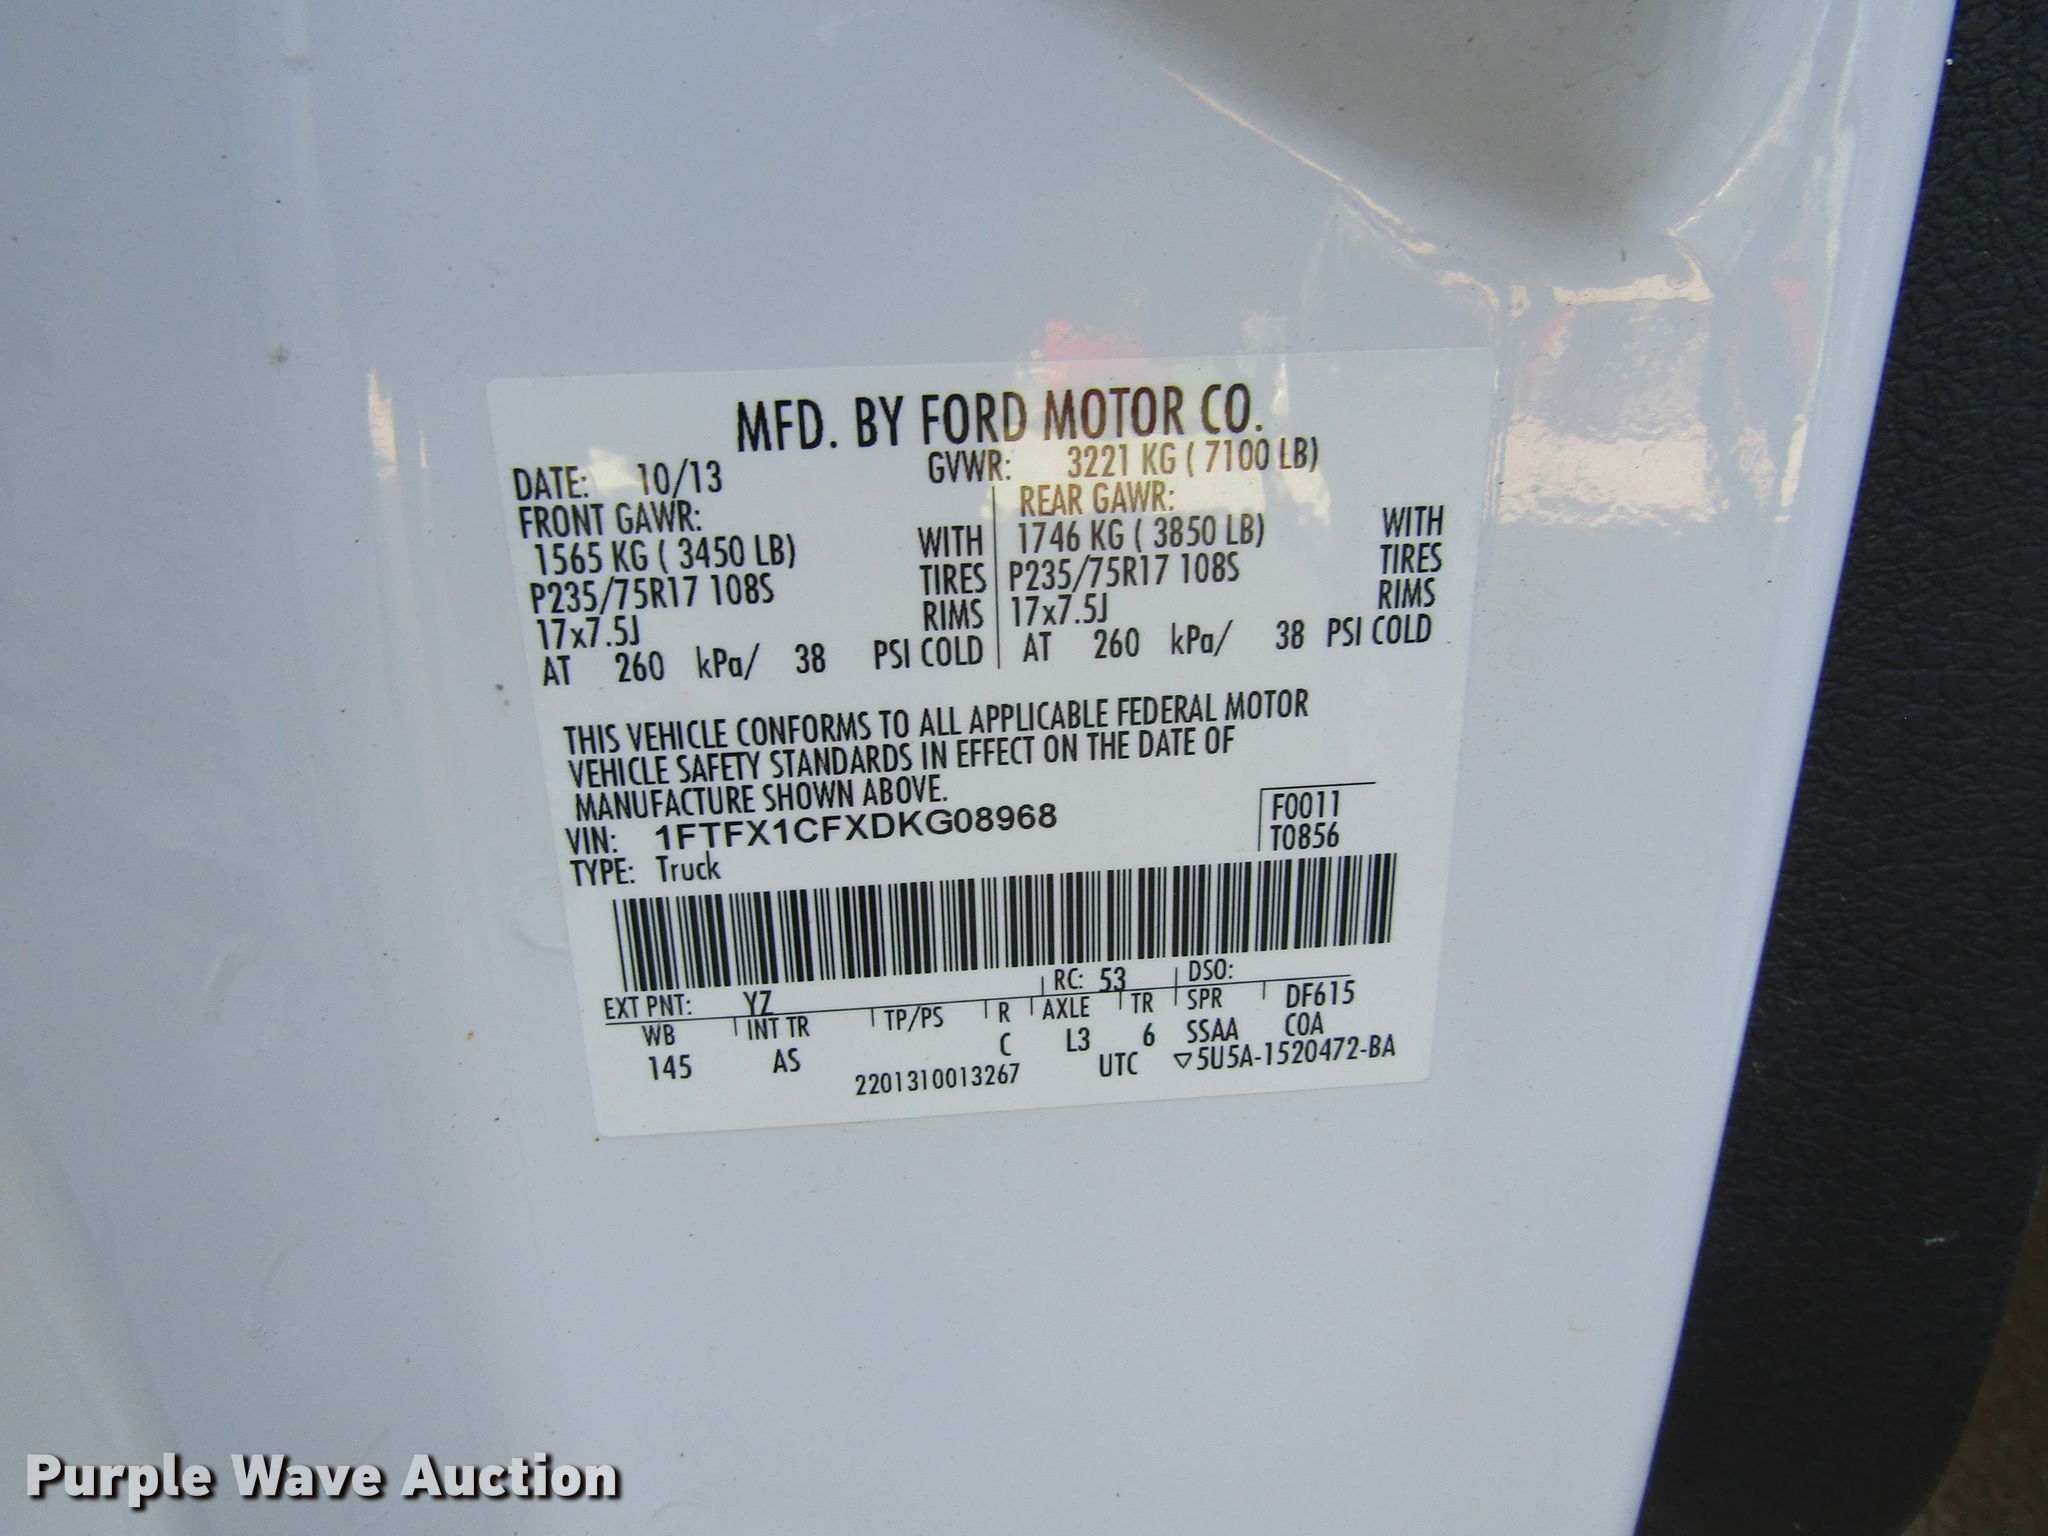 MFD. BY FORD MOTOR CO.
DATE: 10/13 GVWR: 3221 KG ( 7100 LB)
FRONT GAWR: REAR GAWR:
1565 KG ( 3450 LB) WITH 1746 KG ( 3850 LB) WITH
P235/75R17 108S TIRES P235/75R17 108S TIRES
17x7.5J RIMS 17x7.5J RIMS
AT 260 kPa/ 38 PSI COLD AT 260 kPa/ 38 PSI COLD
THIS VEHICLE CONFORMS TO ALL APPLICABLE FEDERAL MOTOR
VEHICLE SAFETY STANDARDS IN EFFECT ON THE DATE OF
MANUFACTURE SHOWN ABOVE.
VIN: 1FTFX1CFXDKG08968 F0011
TYPE: Truck T0856
EXT PNT: YZ RC: 53 DSO:
WB INT TR TP/PS R AXLE TR SPR DF615
145 AS C L3 6 SSAA COA
2201310013267 UTC ▽5U5A-1520472-BA
Purple Wave Auction